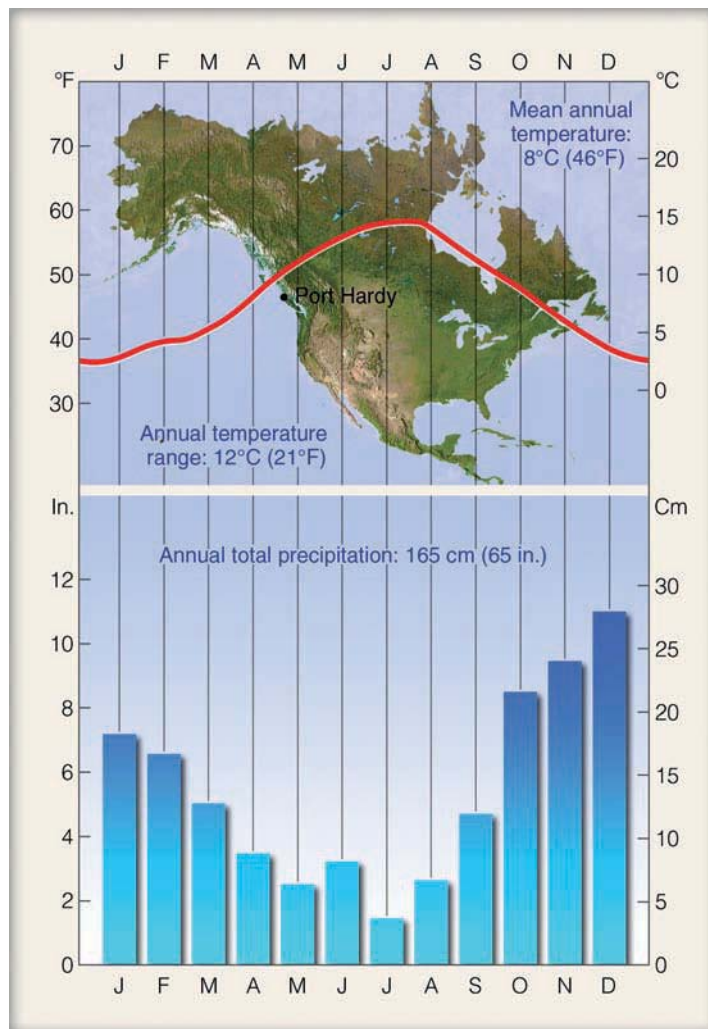 J F M A M J J A S O N D
°F °C
Mean annual
temperature:
8°C (46°F)
70
60
50
40
30
20
15
10
5
0
Port Hardy
Annual temperature
range: 12°C (21°F)
In. Cm
Annual total precipitation: 165 cm (65 in.)
12
10
8
6
4
2
0
30
25
20
15
10
5
0
J F M A M J J A S O N D